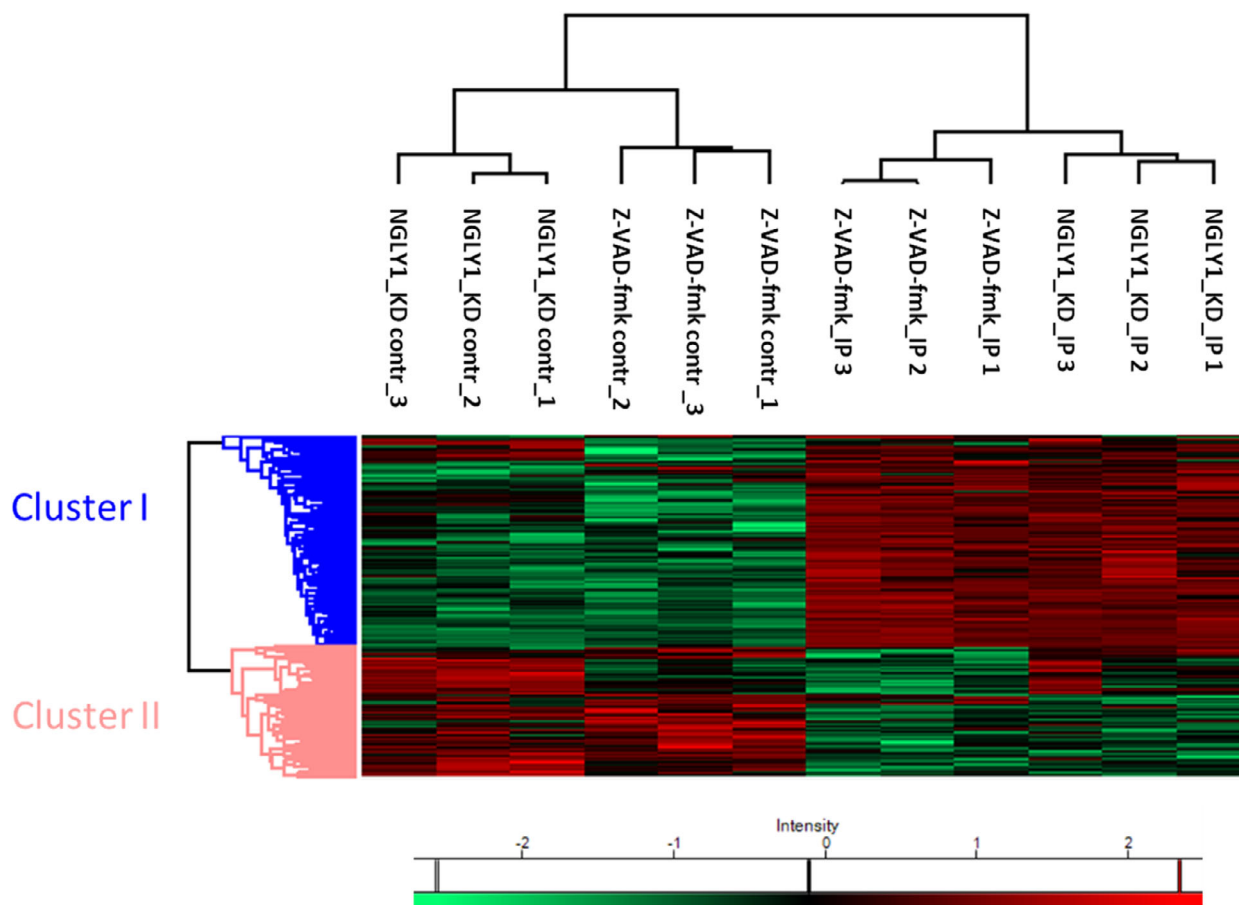 NGLY1_KD contr_3
NGLY1_KD contr_2
NGLY1_KD contr_1
Z-VAD-fmk contr_2
Z-VAD-fmk contr_3
Z-VAD-fmk contr_1
Z-VAD-fmk_IP 3
Z-VAD-fmk_IP 2
Z-VAD-fmk_IP 1
NGLY1_KD_IP 3
NGLY1_KD_IP 2
NGLY1_KD_IP 1
Cluster I
Cluster II
Intensity
-2 -1 0 1 2